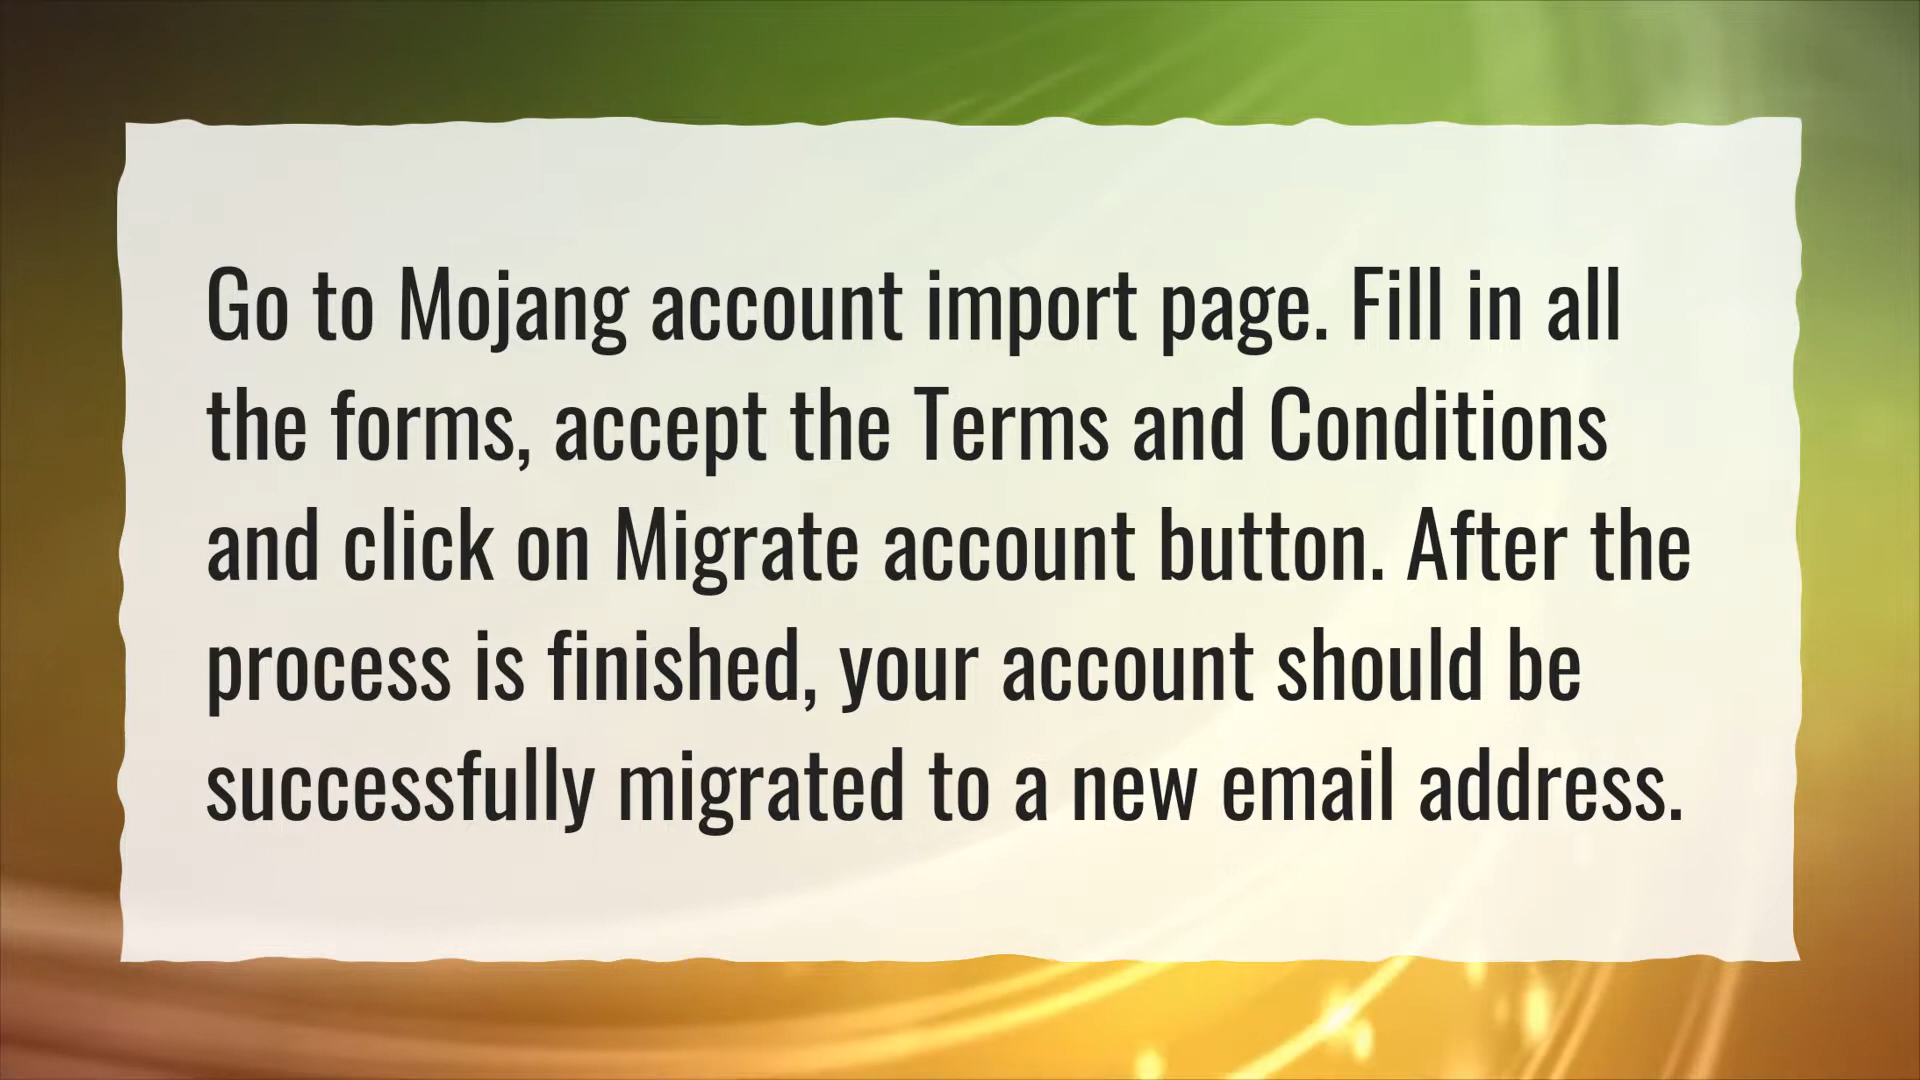 Go to Mojang account import page. Fill in all
the forms, accept the Terms and Conditions
and click on Migrate account button. After the
process is finished, your account should be
successfully migrated to a new email address.